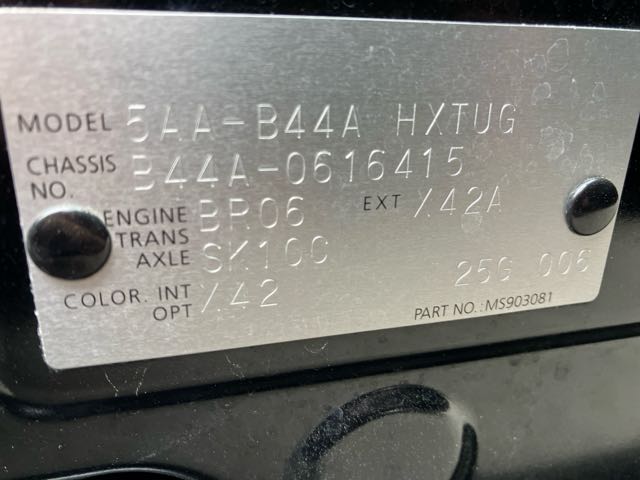 MODEL 5AA-B44A HXTUG
CHASSIS NO. B44A-0616415
ENGINE BR06 EXT X42A
TRANS AXLE SK10C
COLOR. INT X42
OPT 25G 006
PART NO.:MS903081